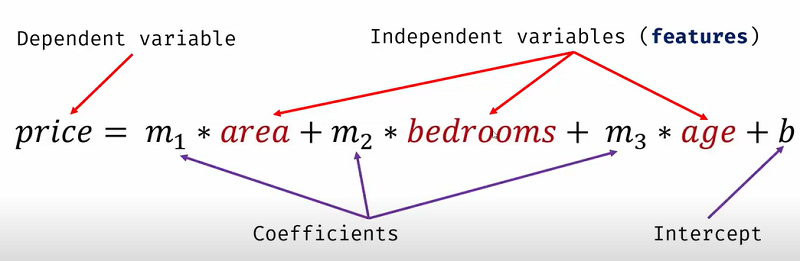 Dependent variable
Independent variables (features)
price = m₁ * area + m₂ * bedrooms + m₃ * age + b
Coefficients
Intercept